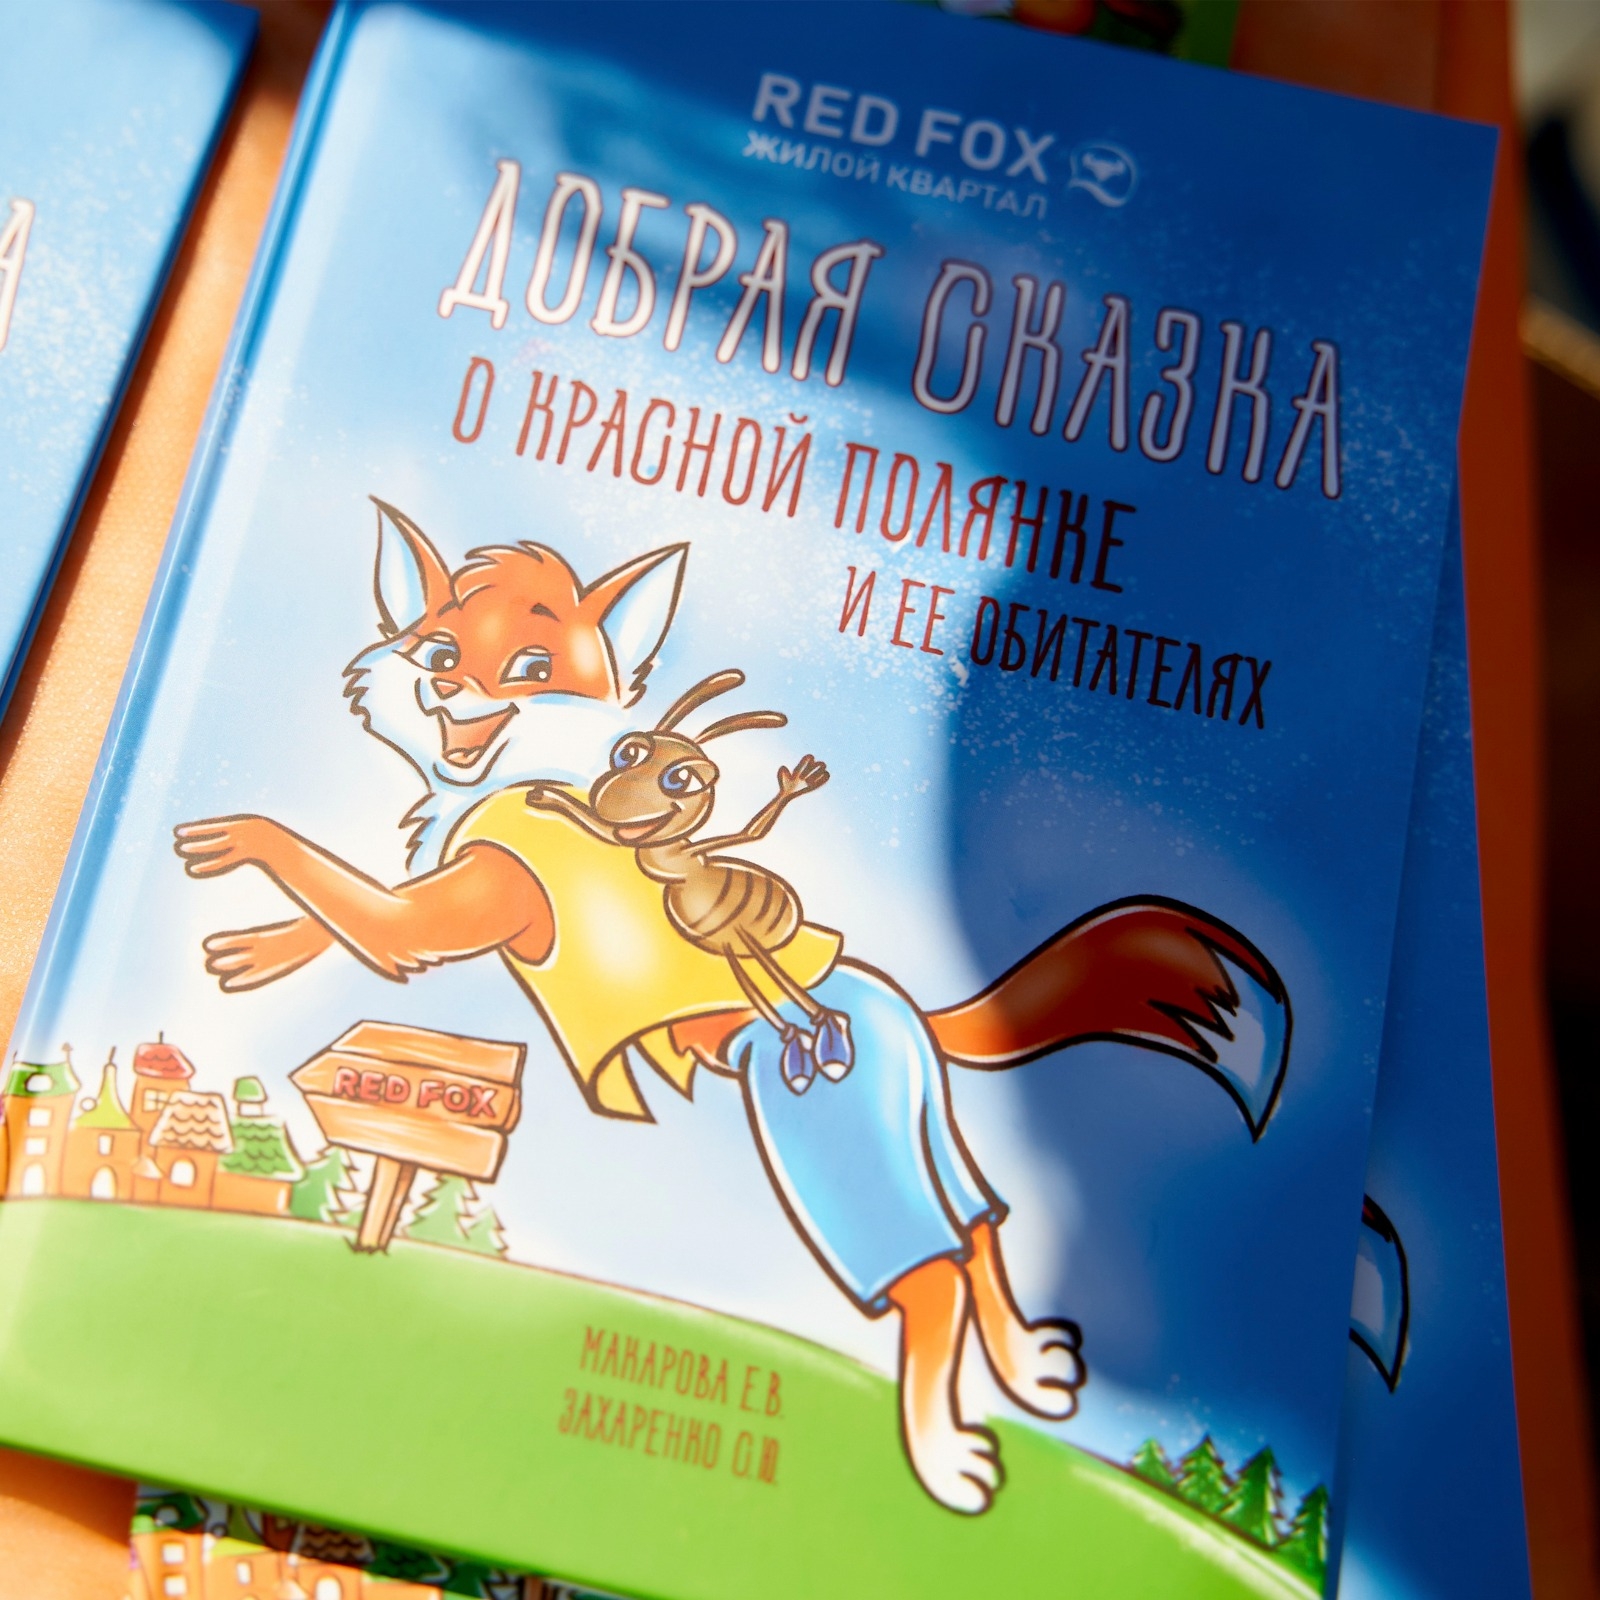 RED FOX
ЖИЛОЙ КВАРТАЛ
ДОБРАЯ СКАЗКА
О КРАСНОЙ ПОЛЯНКЕ
И ЕЕ ОБИТАТЕЛЯХ
RED FOX
МАКАРОВА Е.В.
ЗАХАРЕНКО О.Ю.
А